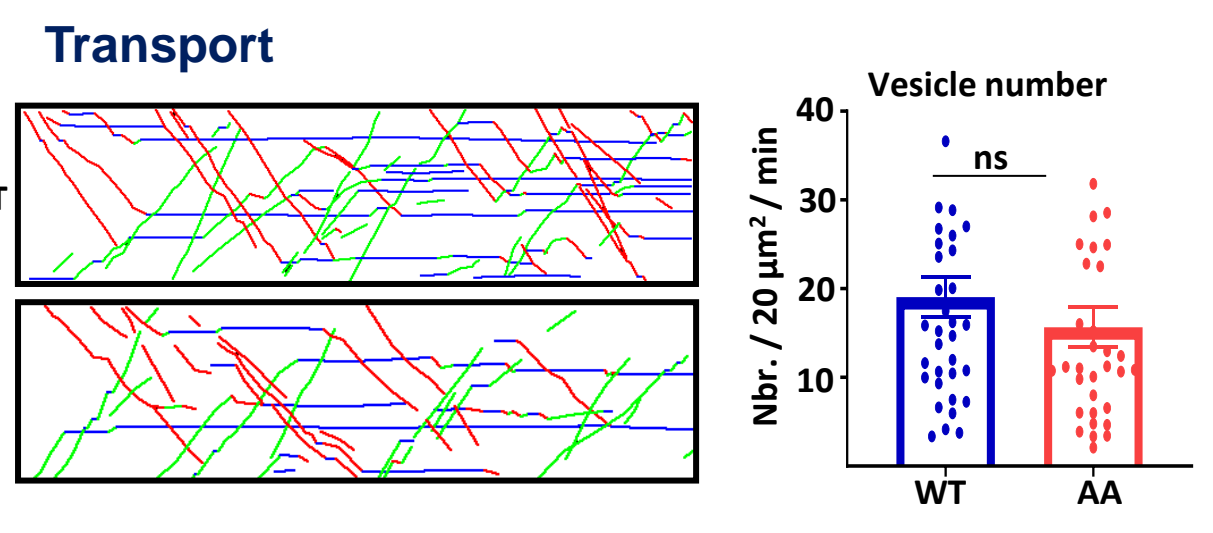 Transport
T
Vesicle number
Nbr. / 20 µm² / min
40
30
20
10
ns
WT
AA